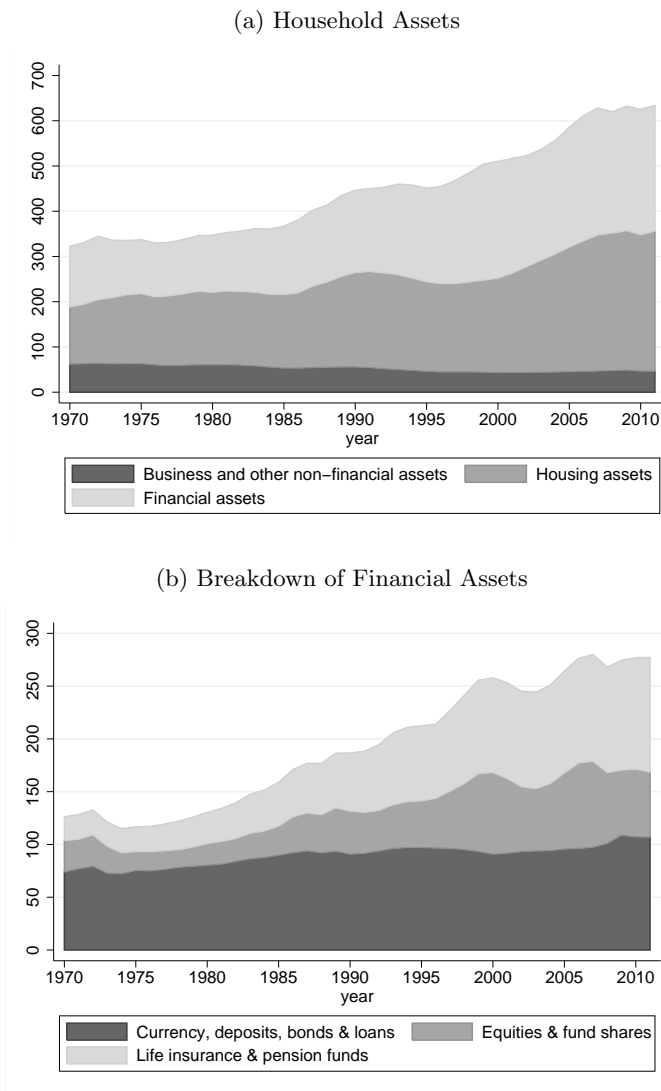 (a) Household Assets
700
600
500
400
300
200
100
0
1970 1975 1980 1985 1990 1995 2000 2005 2010
year
Business and other non−financial assets Housing assets
Financial assets
(b) Breakdown of Financial Assets
300
250
200
150
100
50
0
1970 1975 1980 1985 1990 1995 2000 2005 2010
year
Currency, deposits, bonds & loans Equities & fund shares
Life insurance & pension funds